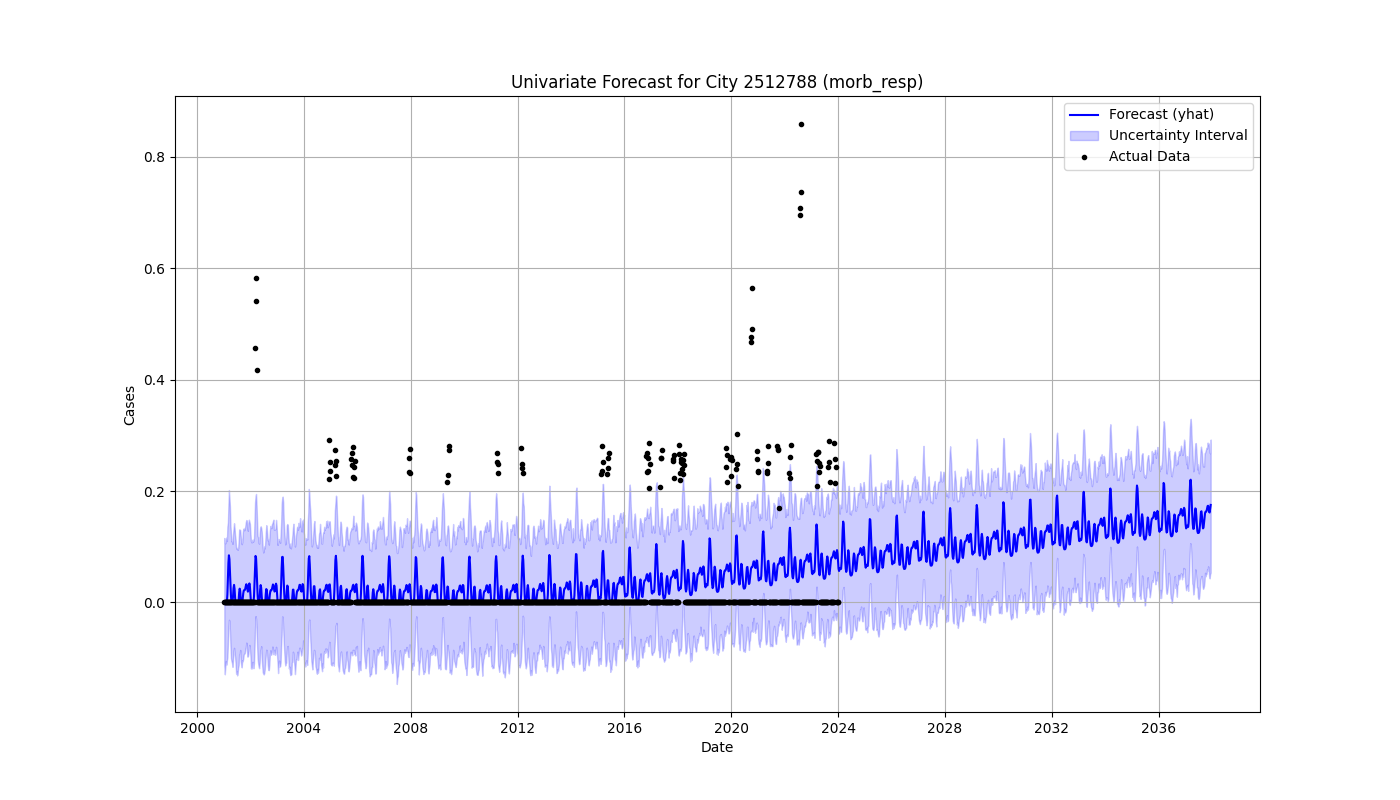 Univariate Forecast for City 2512788 (morb_resp)
Forecast (yhat)
Uncertainty Interval
Actual Data
Cases
0.8
0.6
0.4
0.2
0.0
2000 2004 2008 2012 2016 2020 2024 2028 2032 2036
Date